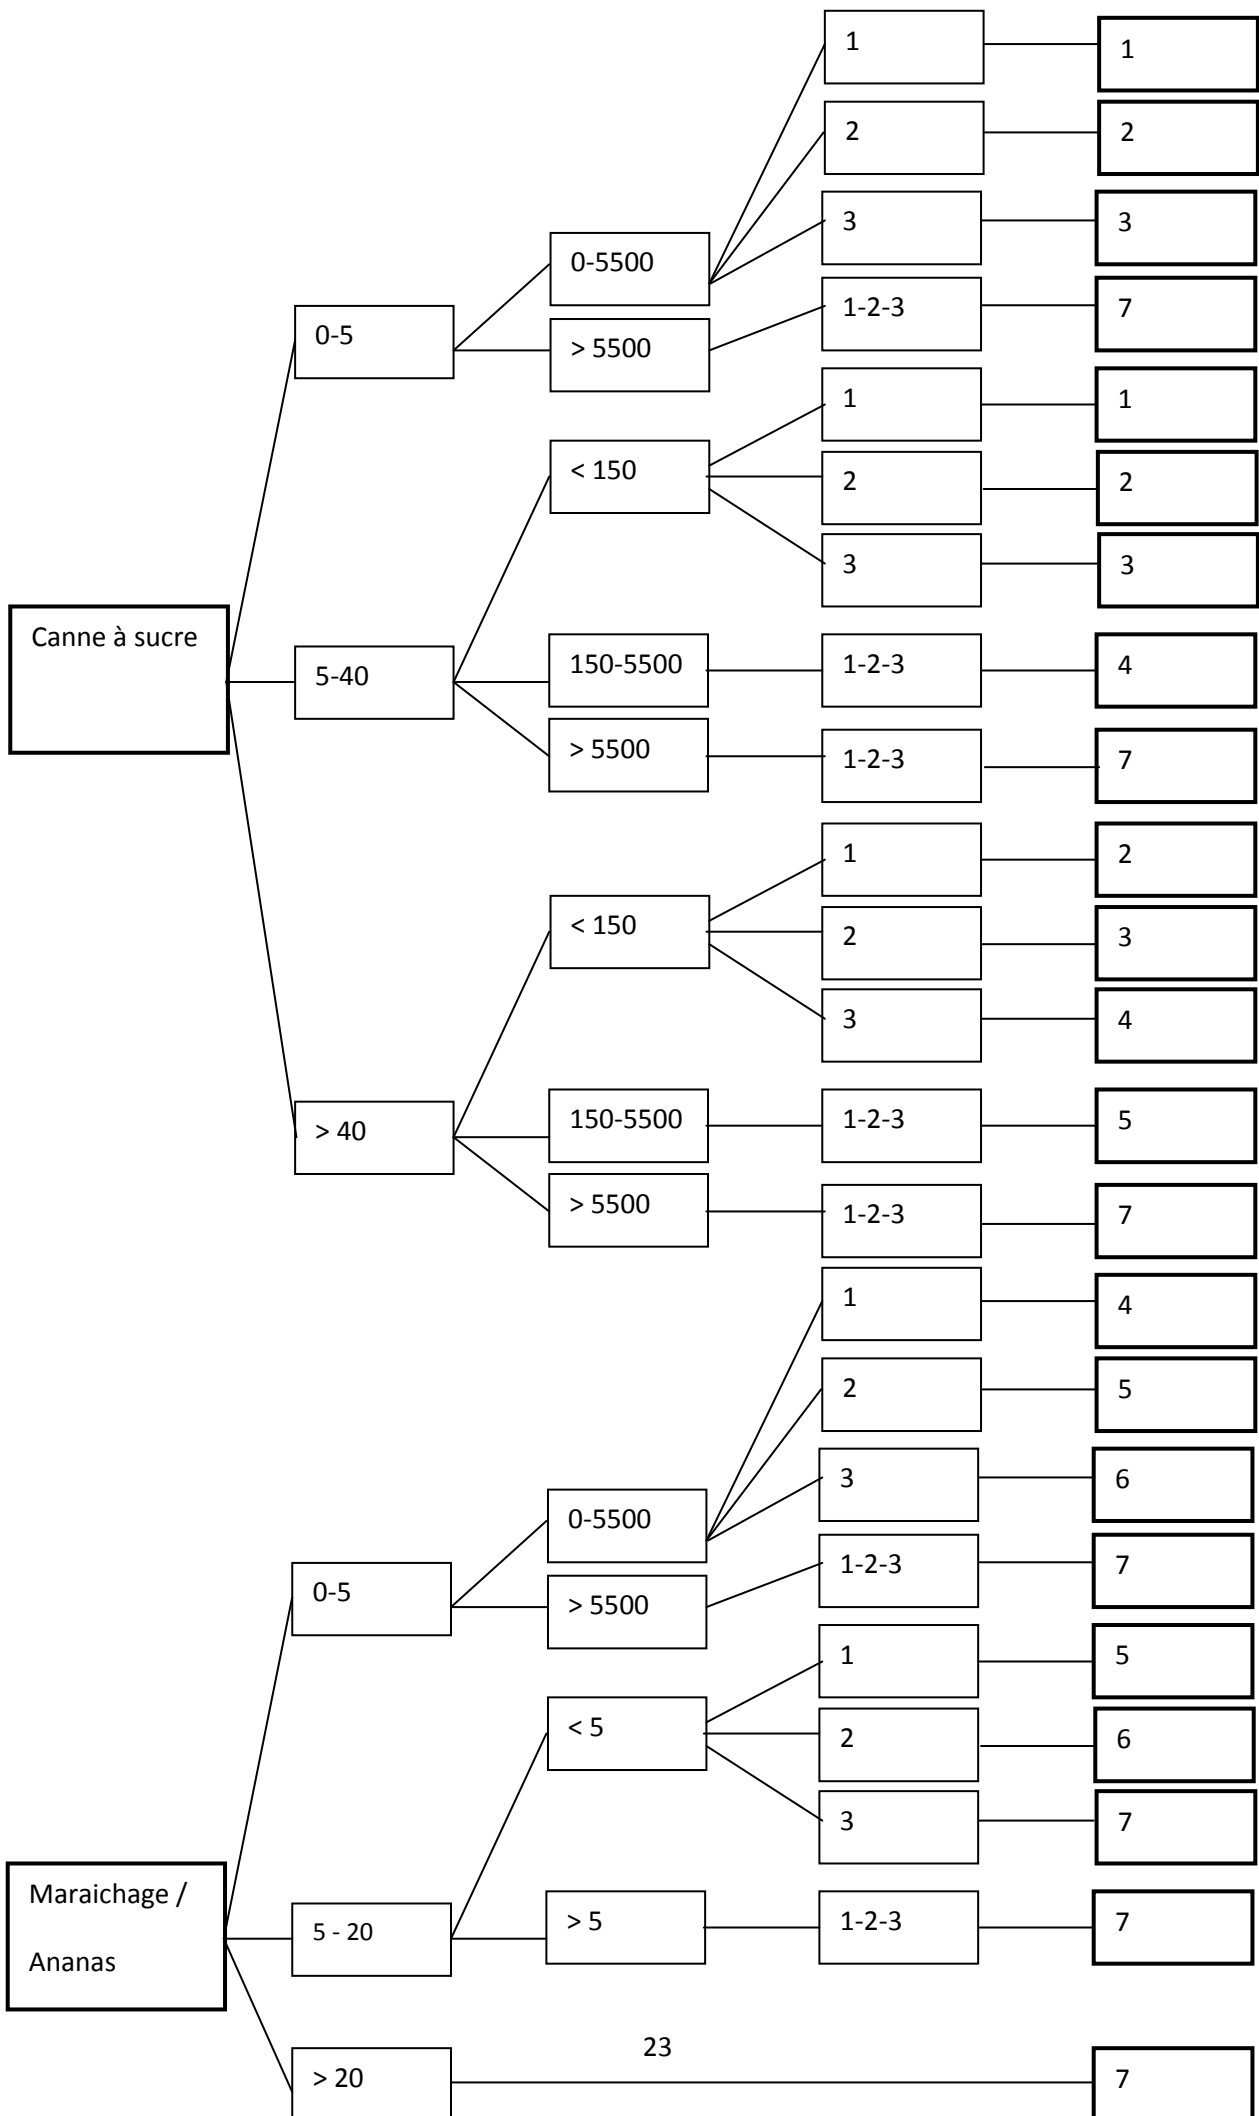 1 1
2 2
3 3
0-5500
1-2-3 7
0-5
> 5500
1 1
< 150
2 2
3 3
Canne à sucre
5-40
150-5500 1-2-3 4
> 5500 1-2-3 7
1 2
< 150
2 3
3 4
150-5500 1-2-3 5
> 40
> 5500 1-2-3 7
1 4
2 5
3 6
0-5500
1-2-3 7
0-5
> 5500
1 5
< 5
2 6
3 7
Maraichage /
Ananas
5 - 20
> 5 1-2-3 7
23
> 20 7